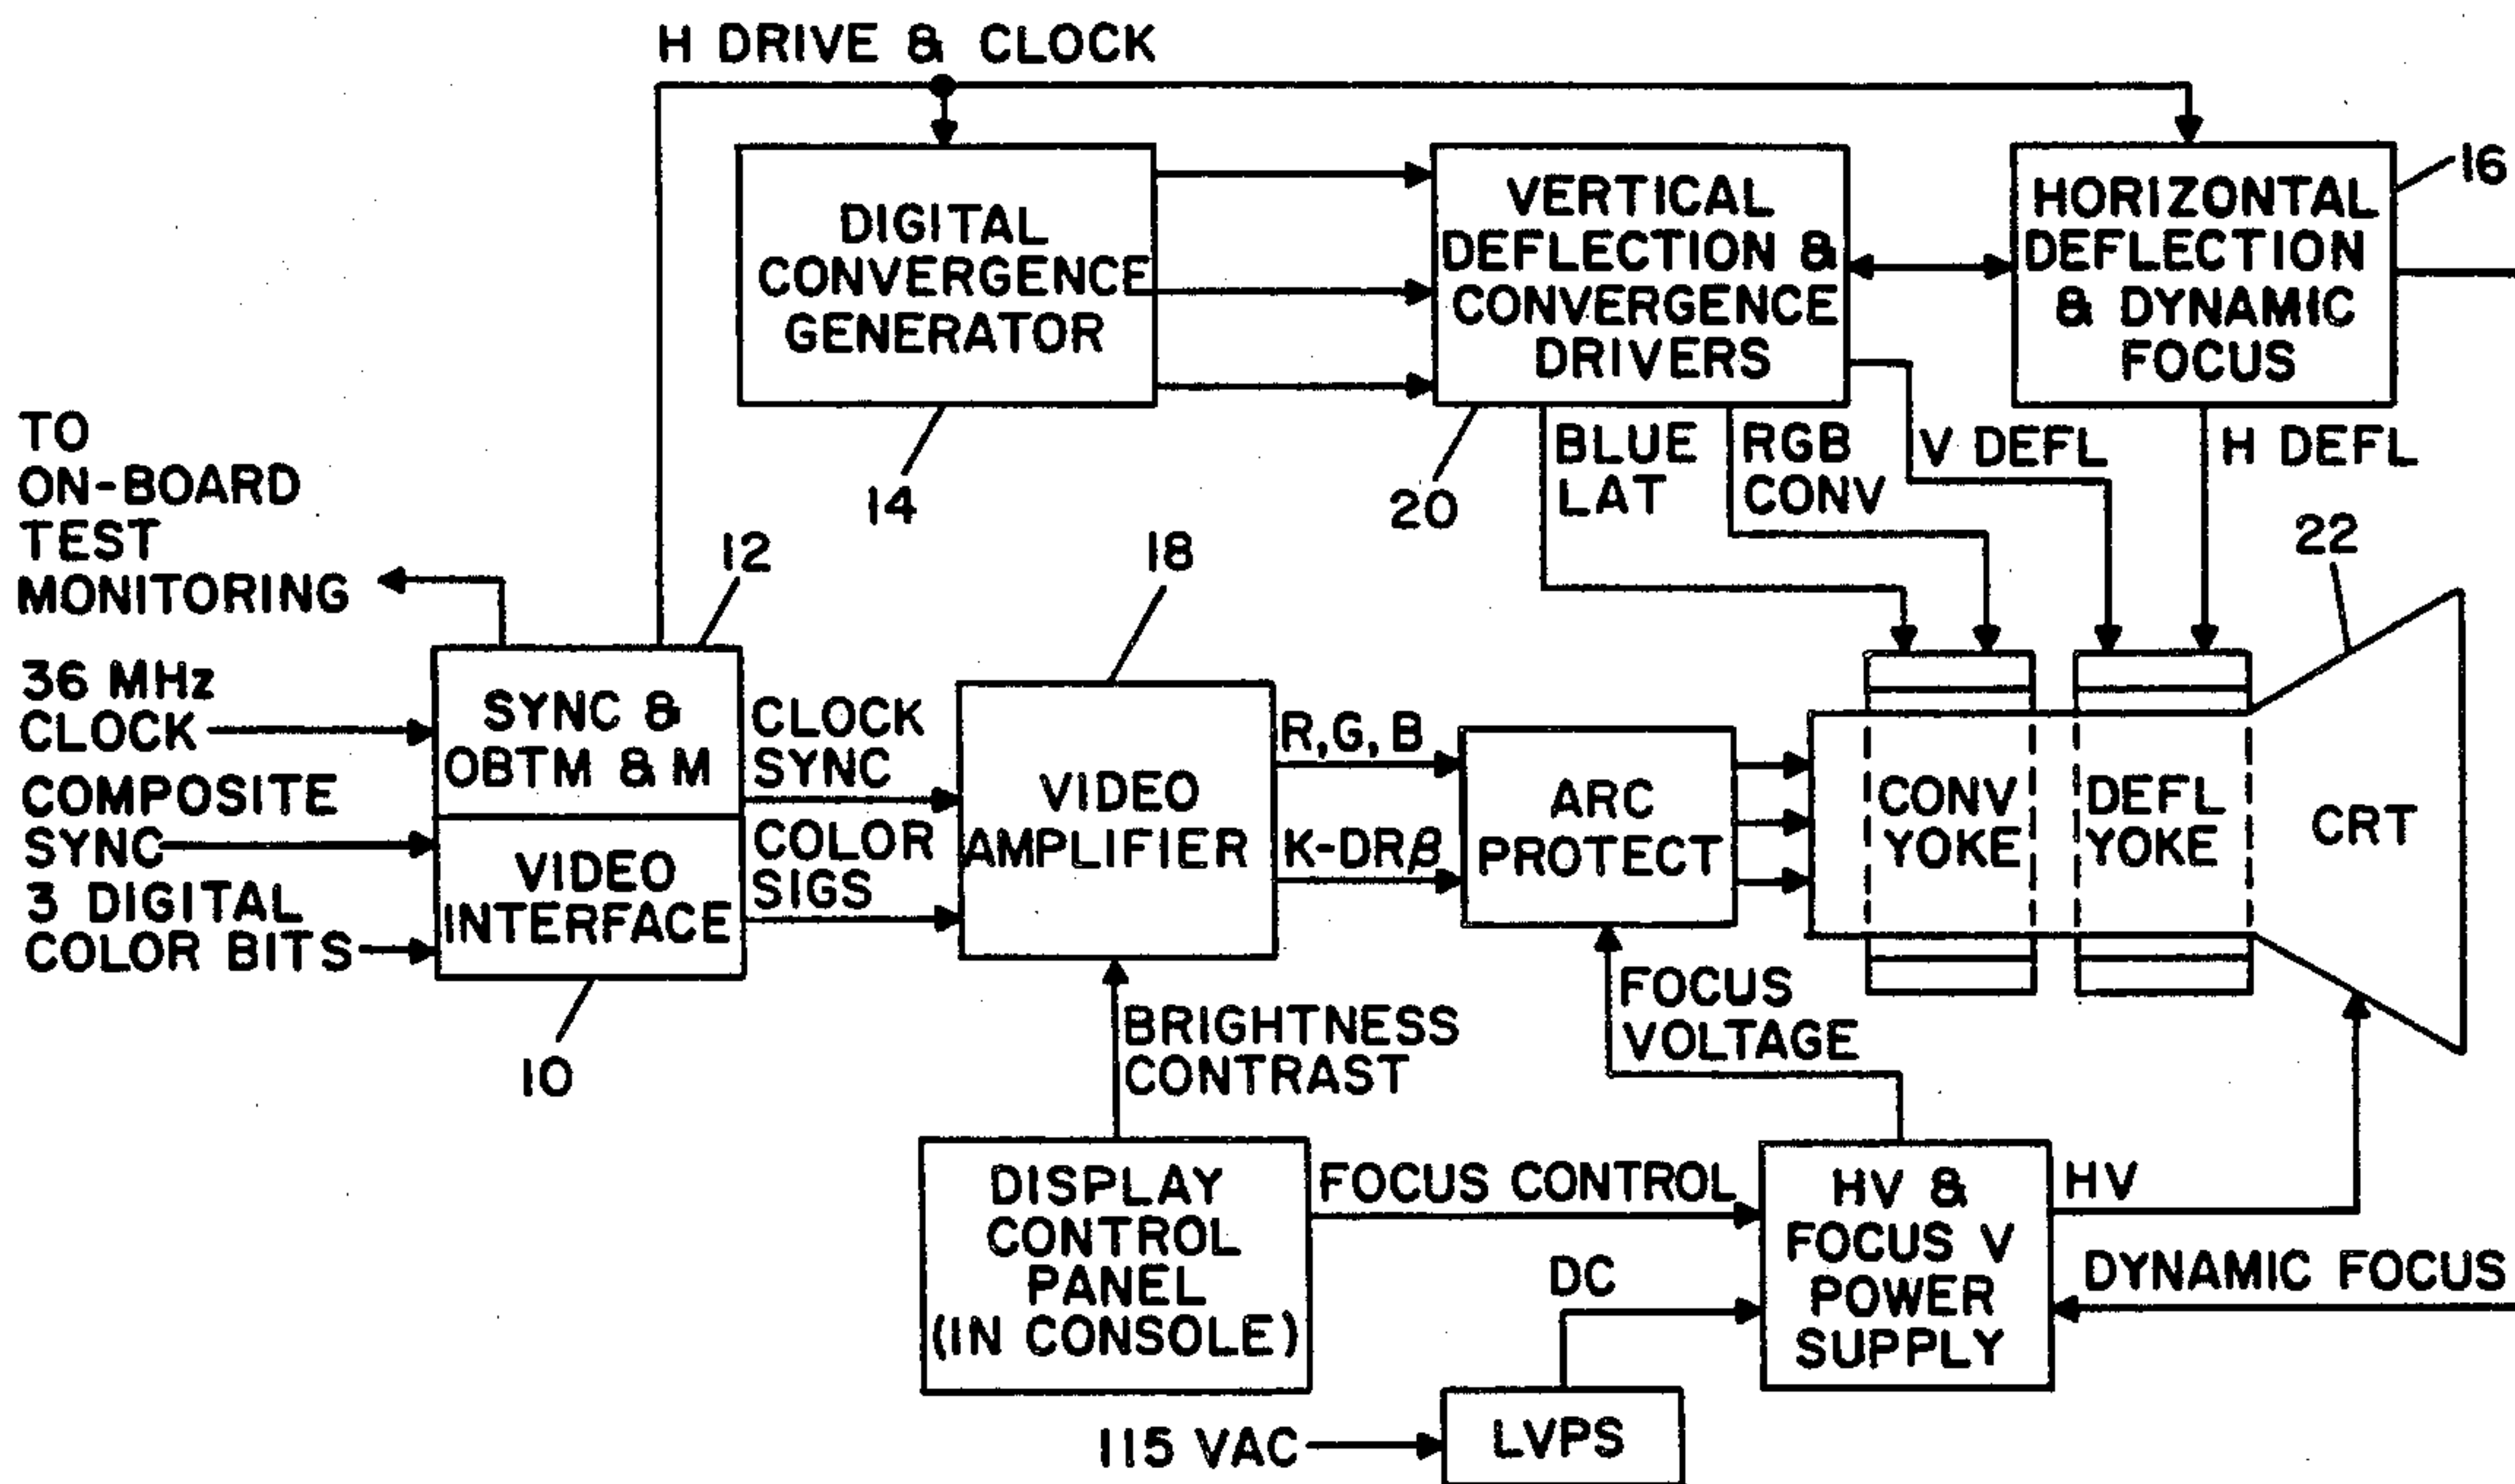 H DRIVE & CLOCK
DIGITAL
CONVERGENCE
GENERATOR
14
VERTICAL
DEFLECTION &
CONVERGENCE
DRIVERS
20
HORIZONTAL
DEFLECTION
& DYNAMIC
FOCUS
16
BLUE
LAT
RGB
CONV
V DEFL
H DEFL
TO
ON-BOARD
TEST
MONITORING
12
18
22
36 MHz
CLOCK
COMPOSITE
SYNC
3 DIGITAL
COLOR BITS
SYNC &
OBTM & M
VIDEO
INTERFACE
10
CLOCK
SYNC
COLOR
SIGS
VIDEO
AMPLIFIER
R,G,B
K-DRβ
ARC
PROTECT
CONV
YOKE
DEFL
YOKE
CRT
BRIGHTNESS
CONTRAST
FOCUS
VOLTAGE
DISPLAY
CONTROL
PANEL
(IN CONSOLE)
FOCUS CONTROL
DC
HV &
FOCUS V
POWER
SUPPLY
HV
DYNAMIC FOCUS
115 VAC
LVPS